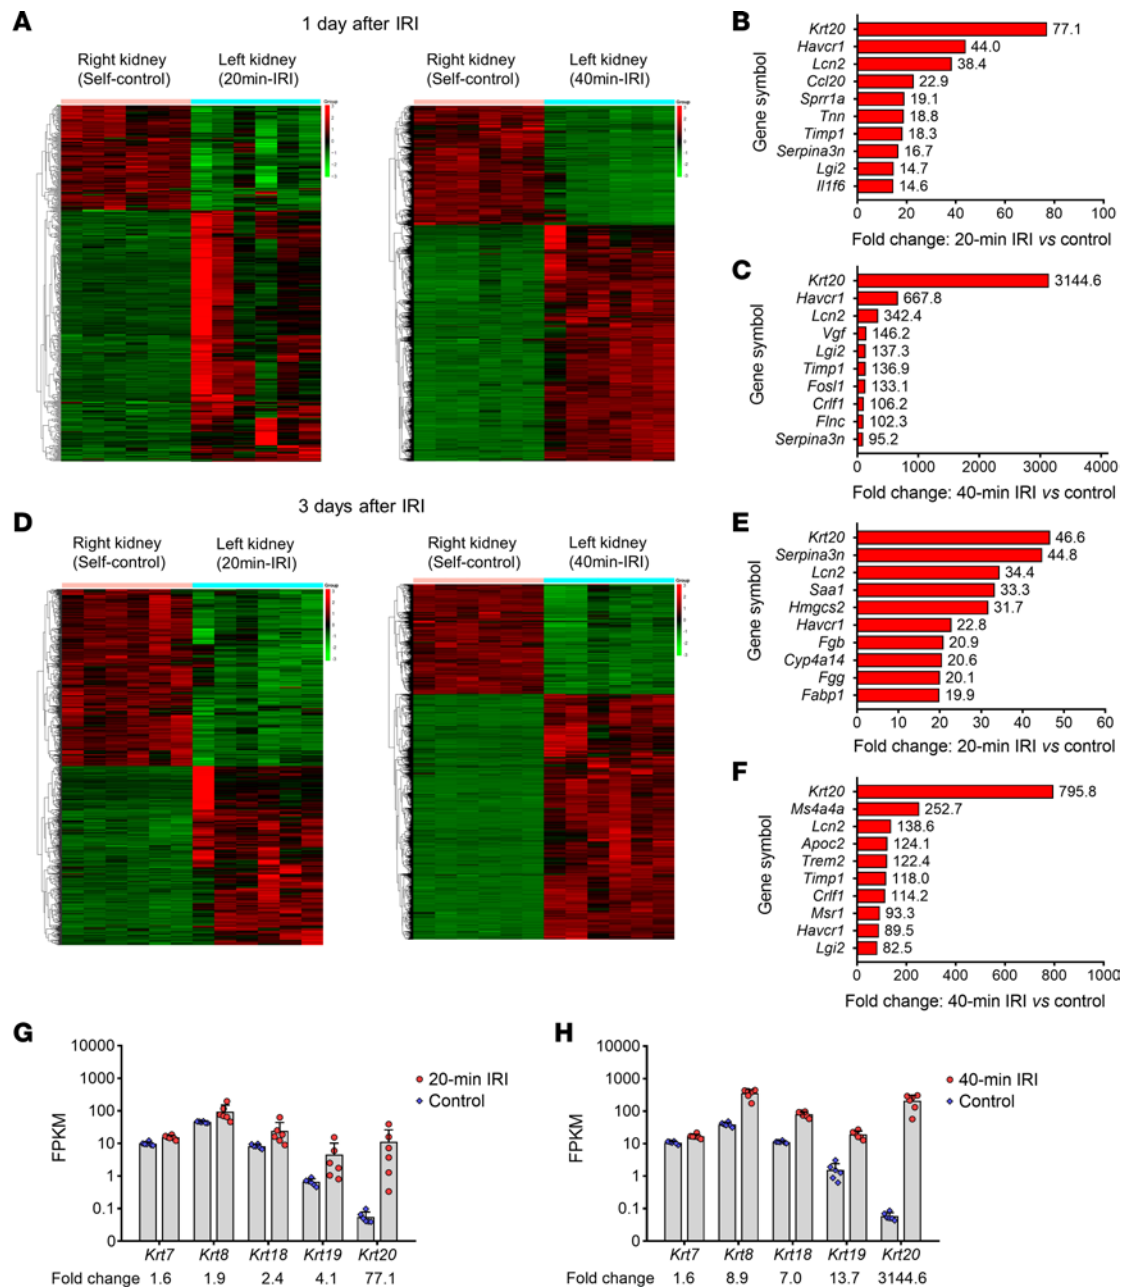 A
1 day after IRI
Right kidney
(Self-control)
Left kidney
(20min-IRI)
Right kidney
(Self-control)
Left kidney
(40min-IRI)
Group
Group
B
Gene symbol
Krt20 77.1
Havcr1 44.0
Lcn2 38.4
Ccl20 22.9
Sprr1a 19.1
Tnn 18.8
Timp1 18.3
Serpina3n 16.7
Lgi2 14.7
Il1f6 14.6
0 20 40 60 80 100
Fold change: 20-min IRI vs control
C
Gene symbol
Krt20 3144.6
Havcr1 667.8
Lcn2 342.4
Vgf 146.2
Lgi2 137.3
Timp1 136.9
Fosl1 133.1
Crlf1 106.2
Flnc 102.3
Serpina3n 95.2
0 1000 2000 3000 4000
Fold change: 40-min IRI vs control
D
3 days after IRI
Right kidney
(Self-control)
Left kidney
(20min-IRI)
Right kidney
(Self-control)
Left kidney
(40min-IRI)
Group
Group
E
Gene symbol
Krt20 46.6
Serpina3n 44.8
Lcn2 34.4
Saa1 33.3
Hmgcs2 31.7
Havcr1 22.8
Fgb 20.9
Cyp4a14 20.6
Fgg 20.1
Fabp1 19.9
0 10 20 30 40 50 60
Fold change: 20-min IRI vs control
F
Gene symbol
Krt20 795.8
Ms4a4a 252.7
Lcn2 138.6
Apoc2 124.1
Trem2 122.4
Timp1 118.0
Crlf1 114.2
Msr1 93.3
Havcr1 89.5
Lgi2 82.5
0 200 400 600 800 1000
Fold change: 40-min IRI vs control
G
FPKM
10000
1000
100
10
1
0.1
0
20-min IRI
Control
Krt7 Krt8 Krt18 Krt19 Krt20
Fold change 1.6 1.9 2.4 4.1 77.1
H
FPKM
10000
1000
100
10
1
0.1
0
40-min IRI
Control
Krt7 Krt8 Krt18 Krt19 Krt20
Fold change 1.6 8.9 7.0 13.7 3144.6